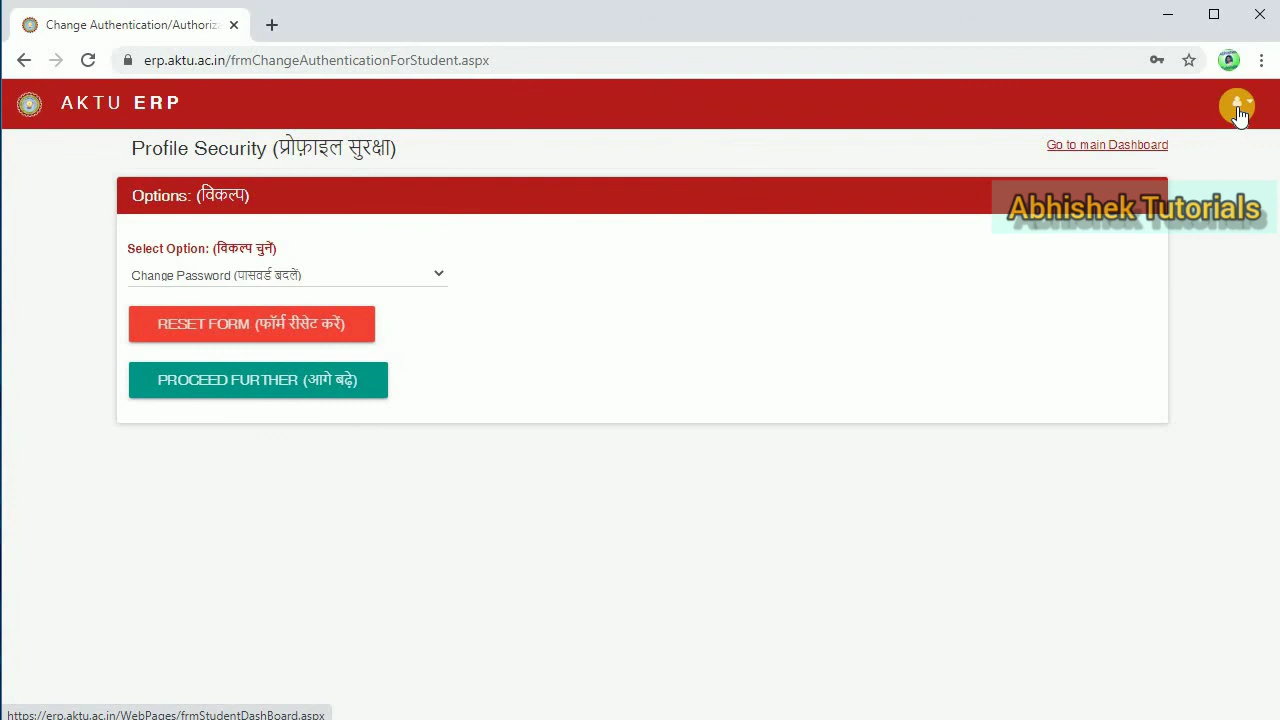 Change Authentication/Authoriz
erp.aktu.ac.in/frmChangeAuthenticationForStudent.aspx
AKTU ERP
Profile Security (प्रोफ़ाइल सुरक्षा)
Go to main Dashboard
Options: (विकल्प)
Abhishek Tutorials
Select Option: (विकल्प चुनें)
Change Password (पासवर्ड बदलें)
RESET FORM (फॉर्म रीसेट करें)
PROCEED FURTHER (आगे बढ़े)
https://erp.aktu.ac.in/WebPages/frmStudentDashBoard.aspx